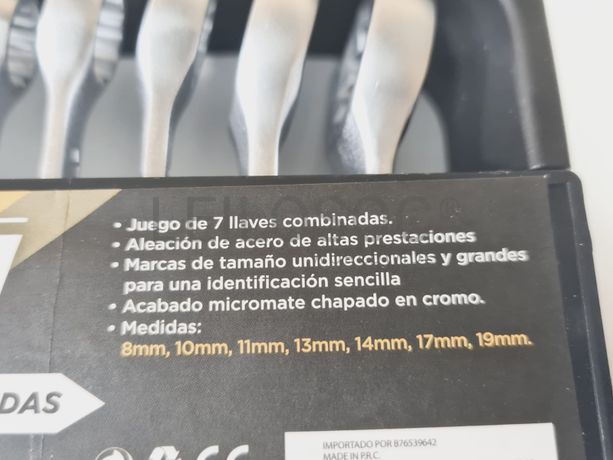 • Juego de 7 llaves combinadas.
• Aleación de acero de altas prestaciones
• Marcas de tamaño unidireccionales y grandes
para una identificación sencilla
• Acabado micromate chapado en cromo.
• Medidas:
8mm, 10mm, 11mm, 13mm, 14mm, 17mm, 19mm.
DAS
IMPORTADO POR B76539642
MADE IN P.R.C.